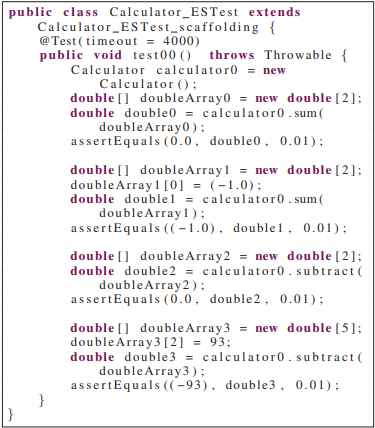 public class Calculator_ESTest extends
Calculator_ESTest_scaffolding {
@Test(timeout = 4000)
public void test00() throws Throwable {
Calculator calculator0 = new
Calculator();
double[] doubleArray0 = new double[2];
double double0 = calculator0.sum(
doubleArray0);
assertEquals(0.0, double0, 0.01);

double[] doubleArray1 = new double[2];
doubleArray1[0] = (-1.0);
double double1 = calculator0.sum(
doubleArray1);
assertEquals((-1.0), double1, 0.01);

double[] doubleArray2 = new double[2];
double double2 = calculator0.subtract(
doubleArray2);
assertEquals(0.0, double2, 0.01);

double[] doubleArray3 = new double[5];
doubleArray3[2] = 93;
double double3 = calculator0.subtract(
doubleArray3);
assertEquals((-93), double3, 0.01);
}
}